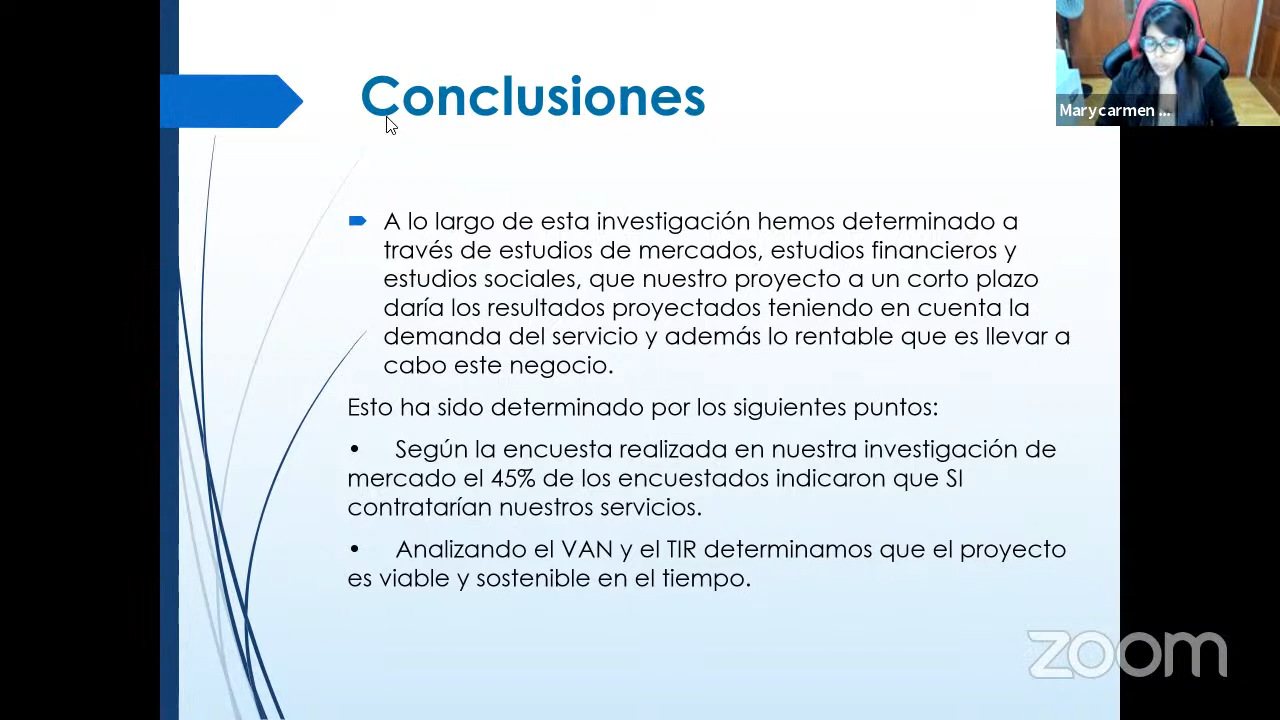 Conclusiones
Marycarmen ...
A lo largo de esta investigación hemos determinado a
través de estudios de mercados, estudios financieros y
estudios sociales, que nuestro proyecto a un corto plazo
daría los resultados proyectados teniendo en cuenta la
demanda del servicio y además lo rentable que es llevar a
cabo este negocio.
Esto ha sido determinado por los siguientes puntos:
• Según la encuesta realizada en nuestra investigación de
mercado el 45% de los encuestados indicaron que SI
contratarían nuestros servicios.
• Analizando el VAN y el TIR determinamos que el proyecto
es viable y sostenible en el tiempo.
zoom